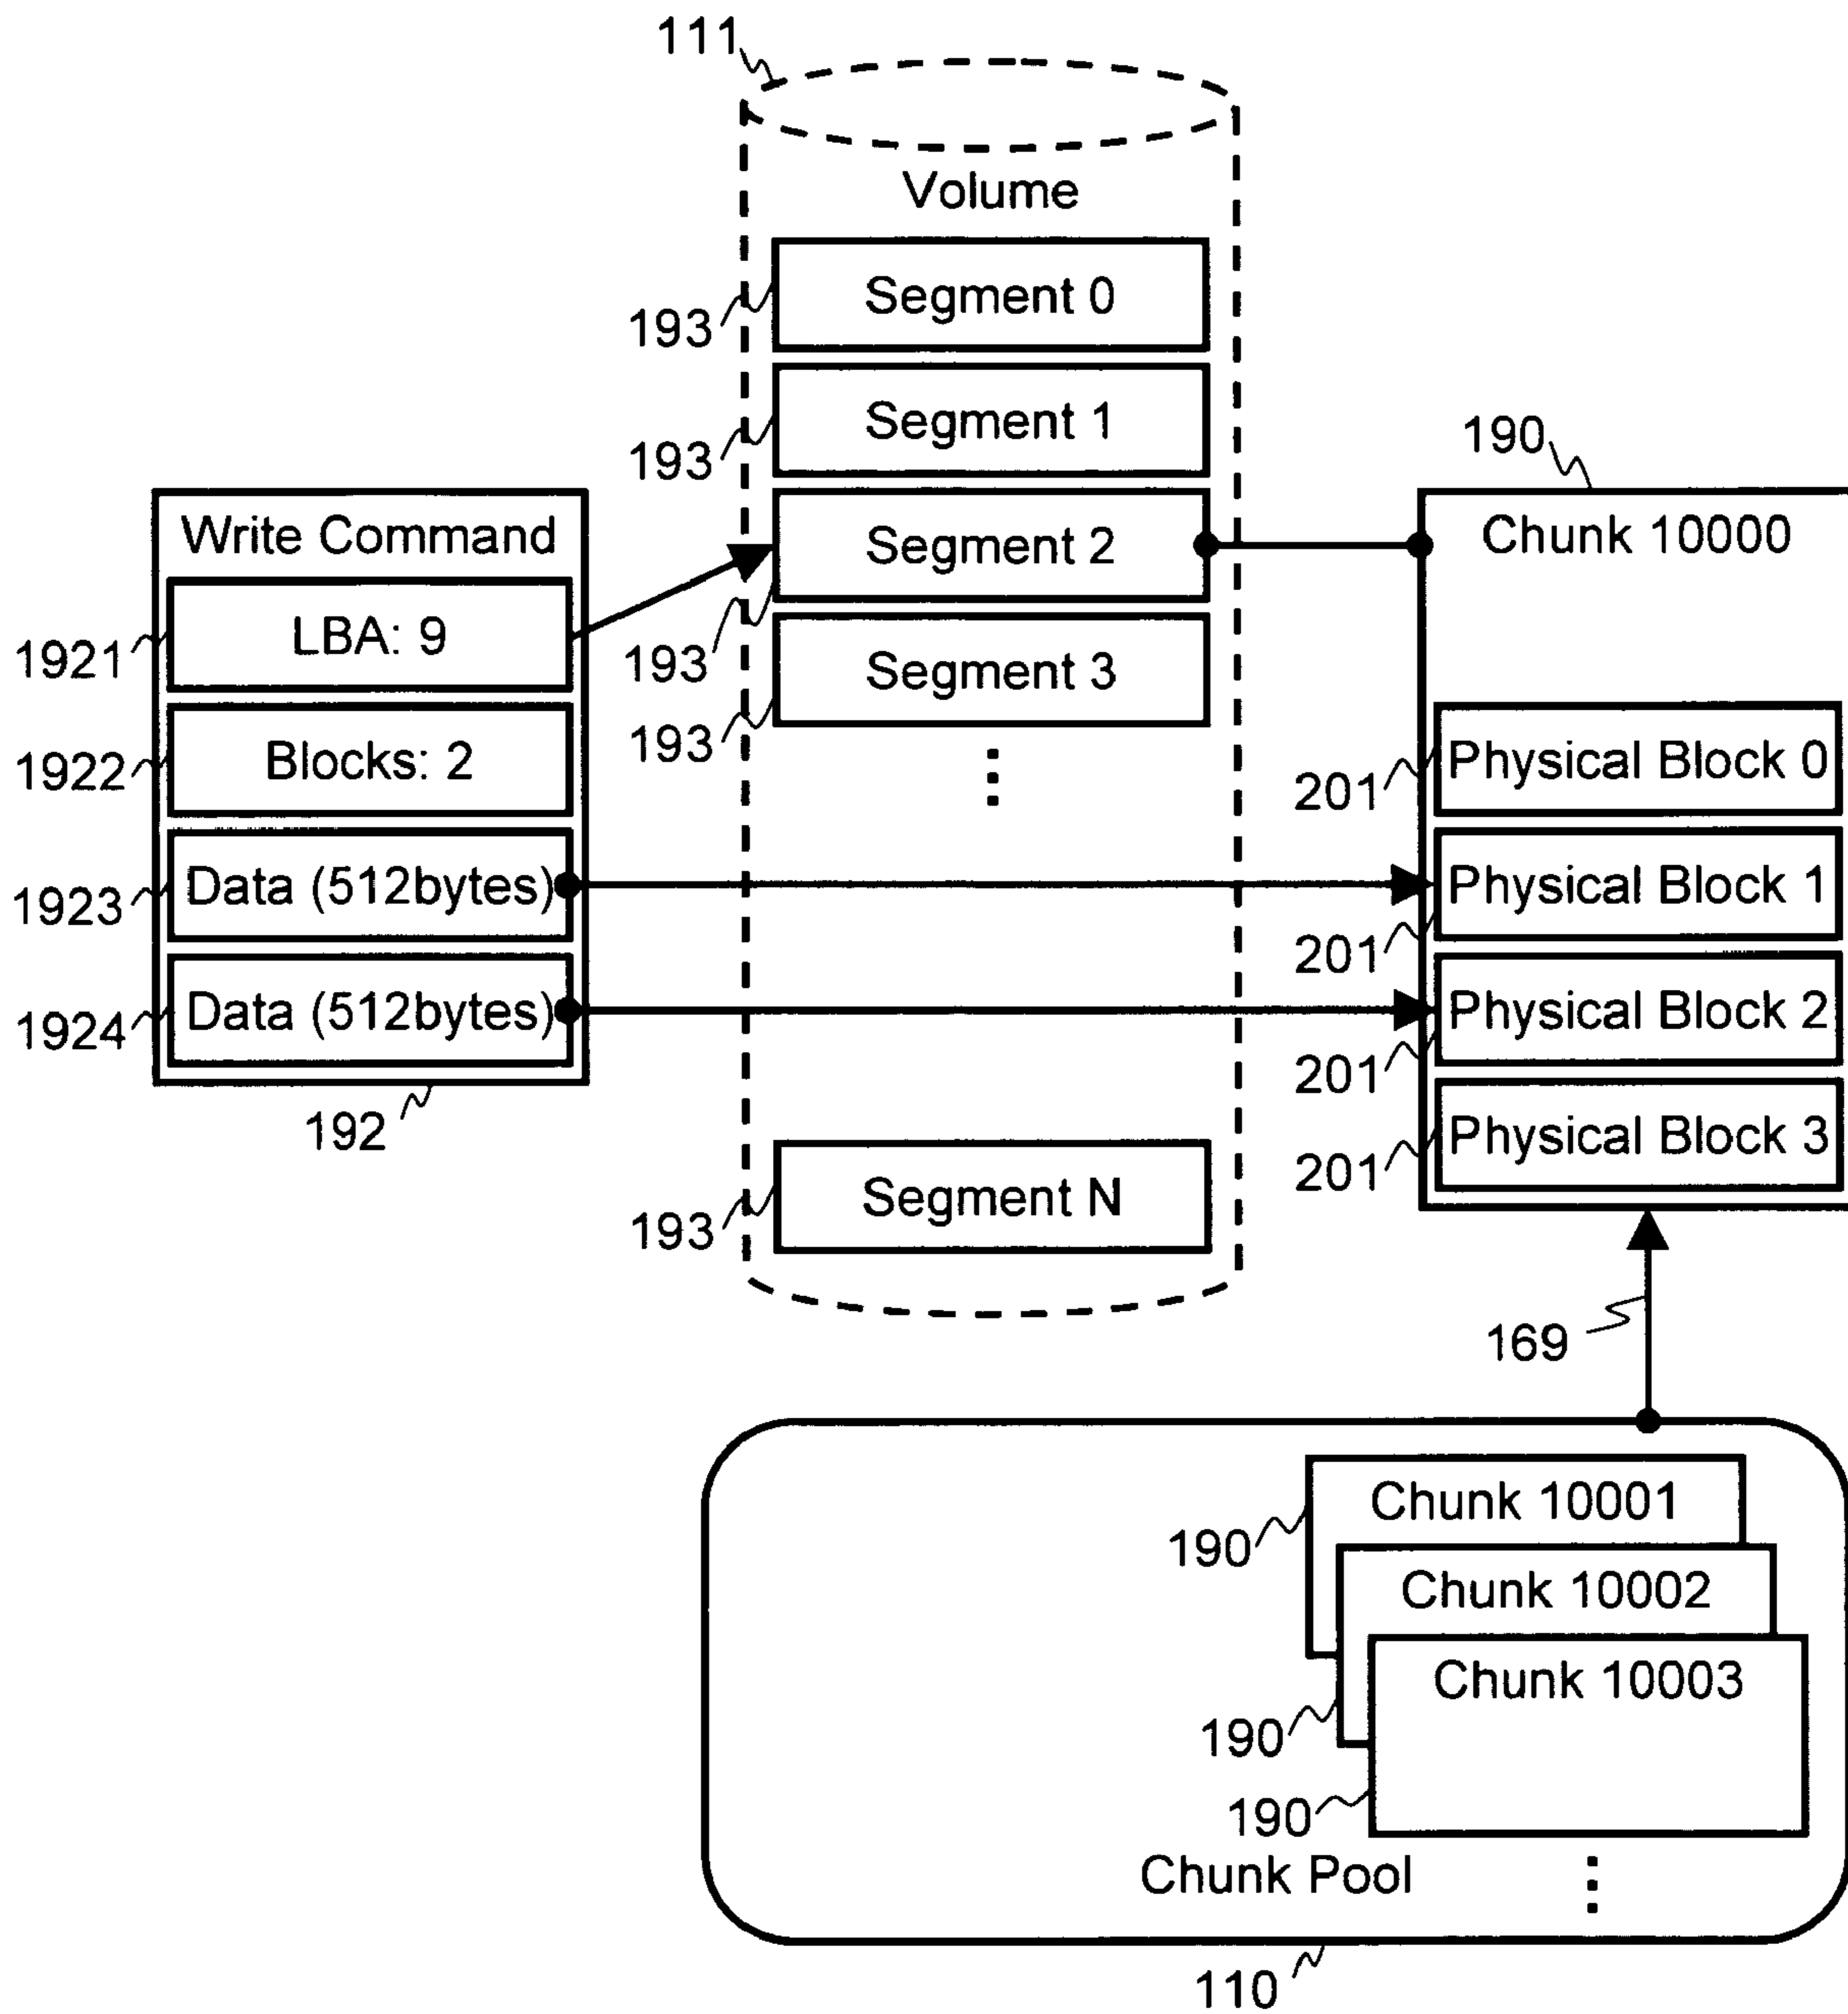 111
Volume
Segment 0
193
Segment 1
193
190
Write Command
Segment 2
Chunk 10000
LBA: 9
1921
193
Segment 3
193
Blocks: 2
1922
Physical Block 0
201
Data (512bytes)
1923
Physical Block 1
201
Data (512bytes)
1924
Physical Block 2
201
192
Physical Block 3
201
Segment N
193
169
Chunk 10001
190
Chunk 10002
Chunk 10003
190
190
Chunk Pool
110